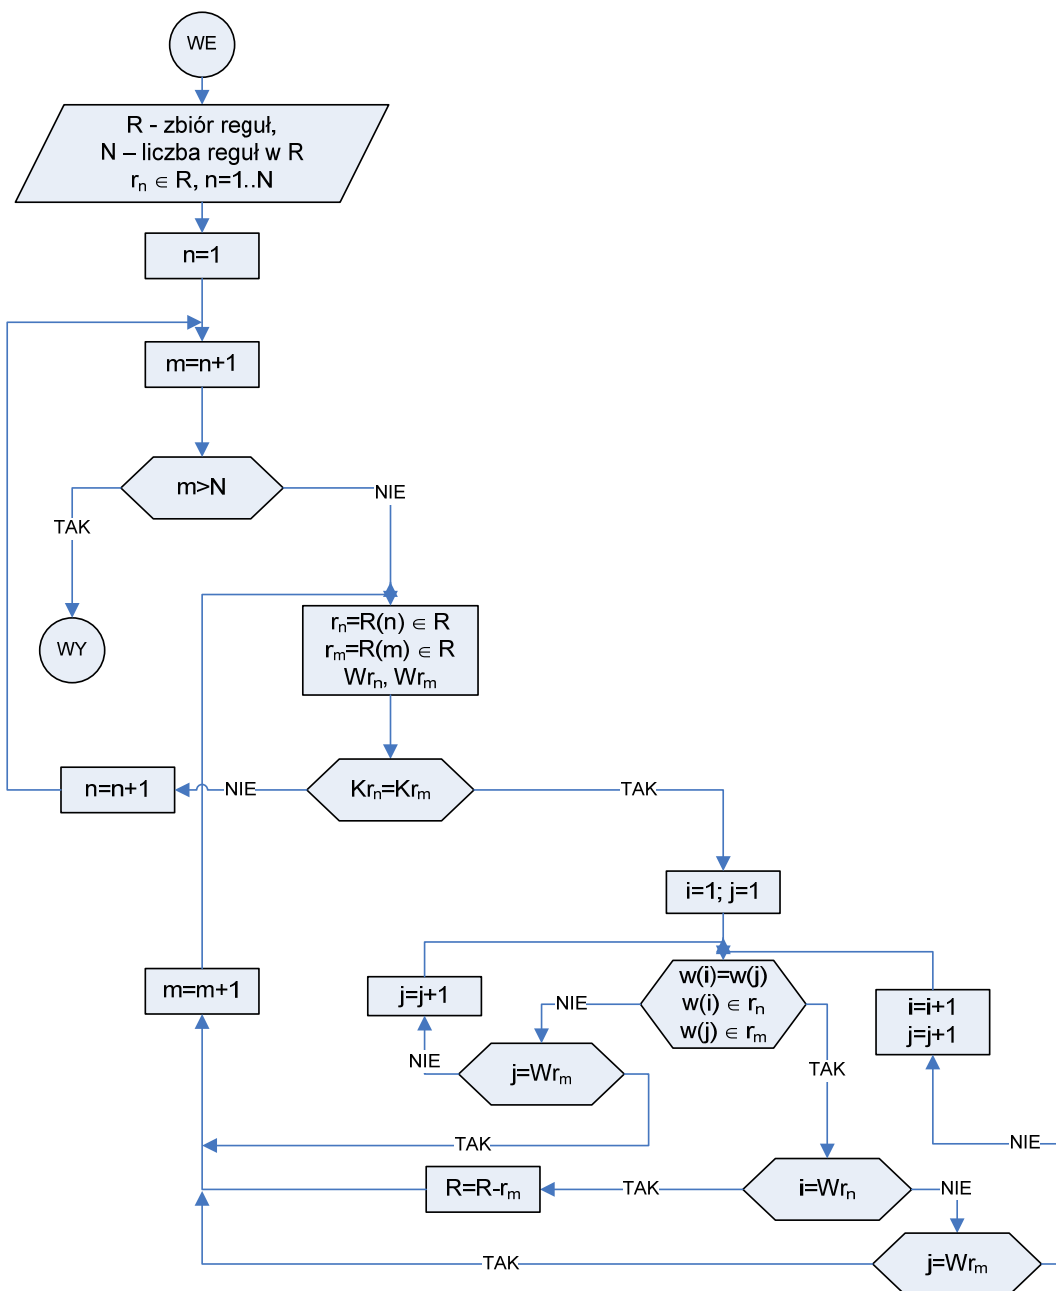 WE
R - zbiór reguł,
N – liczba reguł w R
rₙ ∈ R, n=1..N
n=1
m=n+1
m>N
NIE
TAK
WY
rₙ=R(n) ∈ R
rₘ=R(m) ∈ R
Wrₙ, Wrₘ
n=n+1
NIE
Krₙ=Krₘ
TAK
i=1; j=1
m=m+1
j=j+1
NIE
w(i)=w(j)
w(i) ∈ rₙ
w(j) ∈ rₘ
i=i+1
j=j+1
NIE
j=Wrₘ
TAK
TAK
NIE
R=R-rₘ
TAK
i=Wrₙ
NIE
TAK
j=Wrₘ